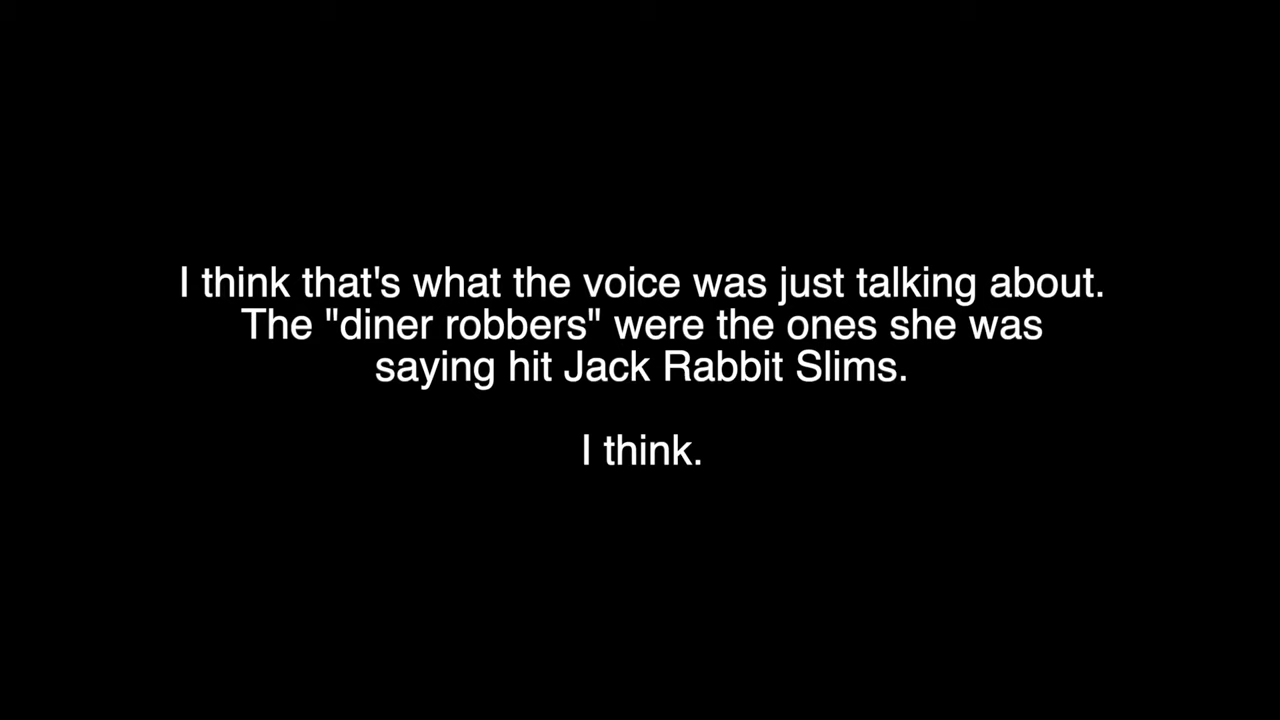 I think that's what the voice was just talking about.
The "diner robbers" were the ones she was
saying hit Jack Rabbit Slims.
I think.